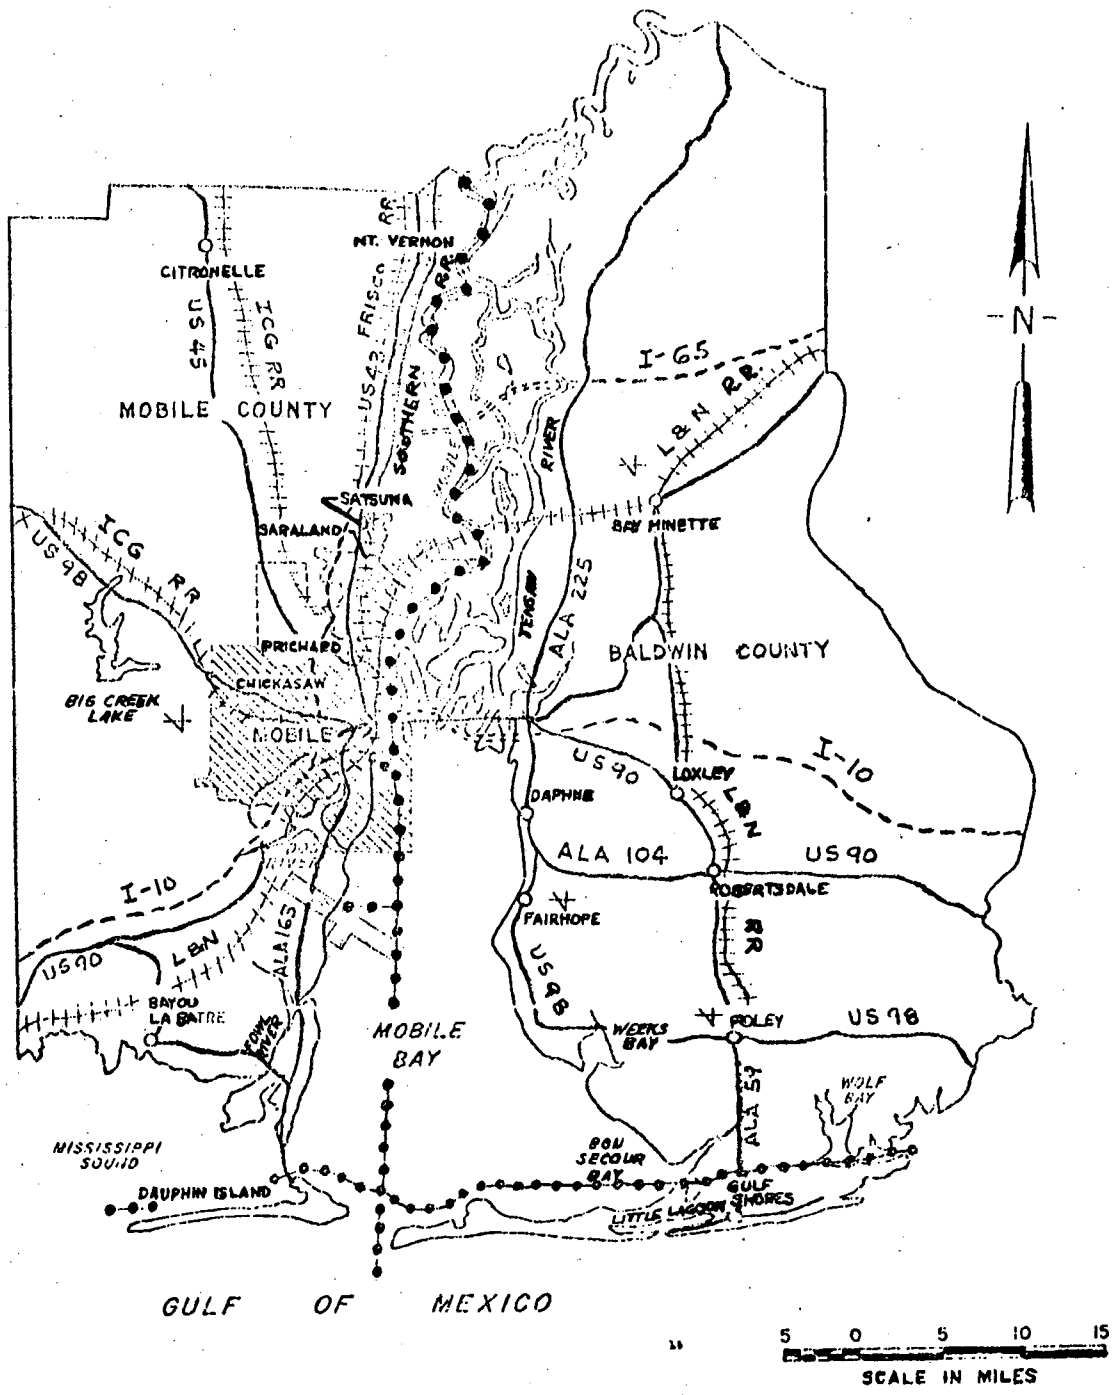 RR
MT. VERNON
CITRONELLE
RR
US 45
ICG RR
US 43 FRISCO
SOUTHERN
I-65
L&N RR.
MOBILE COUNTY
RIVER
MOBILE
SATSUMA
SARALAND
BAY MINETTE
ICG RR
US 98
TENSAW
ALA 225
PRICHARD
BALDWIN COUNTY
CHICKASAW
BIG CREEK
LAKE
MOBILE
US 90
I-10
LOXLEY
L&N
DAPHNE
ALA 104
US 90
ROBERTSDALE
I-10
FAIRHOPE
RR
ALA 163
L&N
US 90
US 98
BAYOU
LA BATRE
FOWL
RIVER
MOBILE
BAY
WEEKS
BAY
FOLEY
US 98
ALA 59
WOLF
BAY
MISSISSIPPI
SOUND
BON
SECOUR
BAY
DAUPHIN ISLAND
GULF
SHORES
LITTLE LAGOON
GULF OF MEXICO
N
5 0 5 10 15
SCALE IN MILES